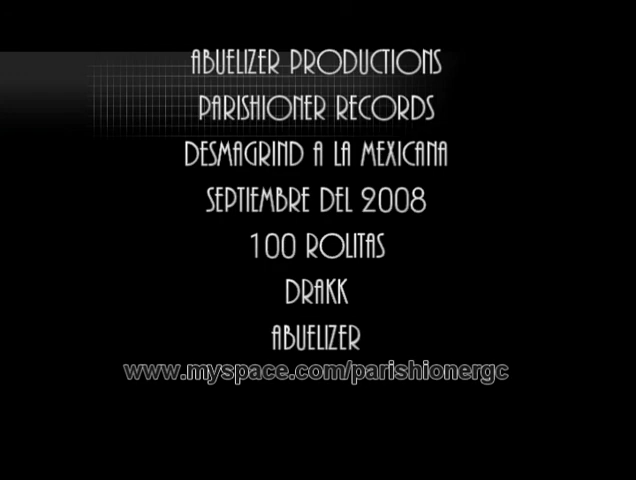 ABUELIZER PRODUCTIONS
PARISHIONER RECORDS
DESMAGRIND A LA MEXICANA
SEPTIEMBRE DEL 2008
100 ROLITAS
DRAKK
ABUELIZER
www.myspace.com/parishionergc